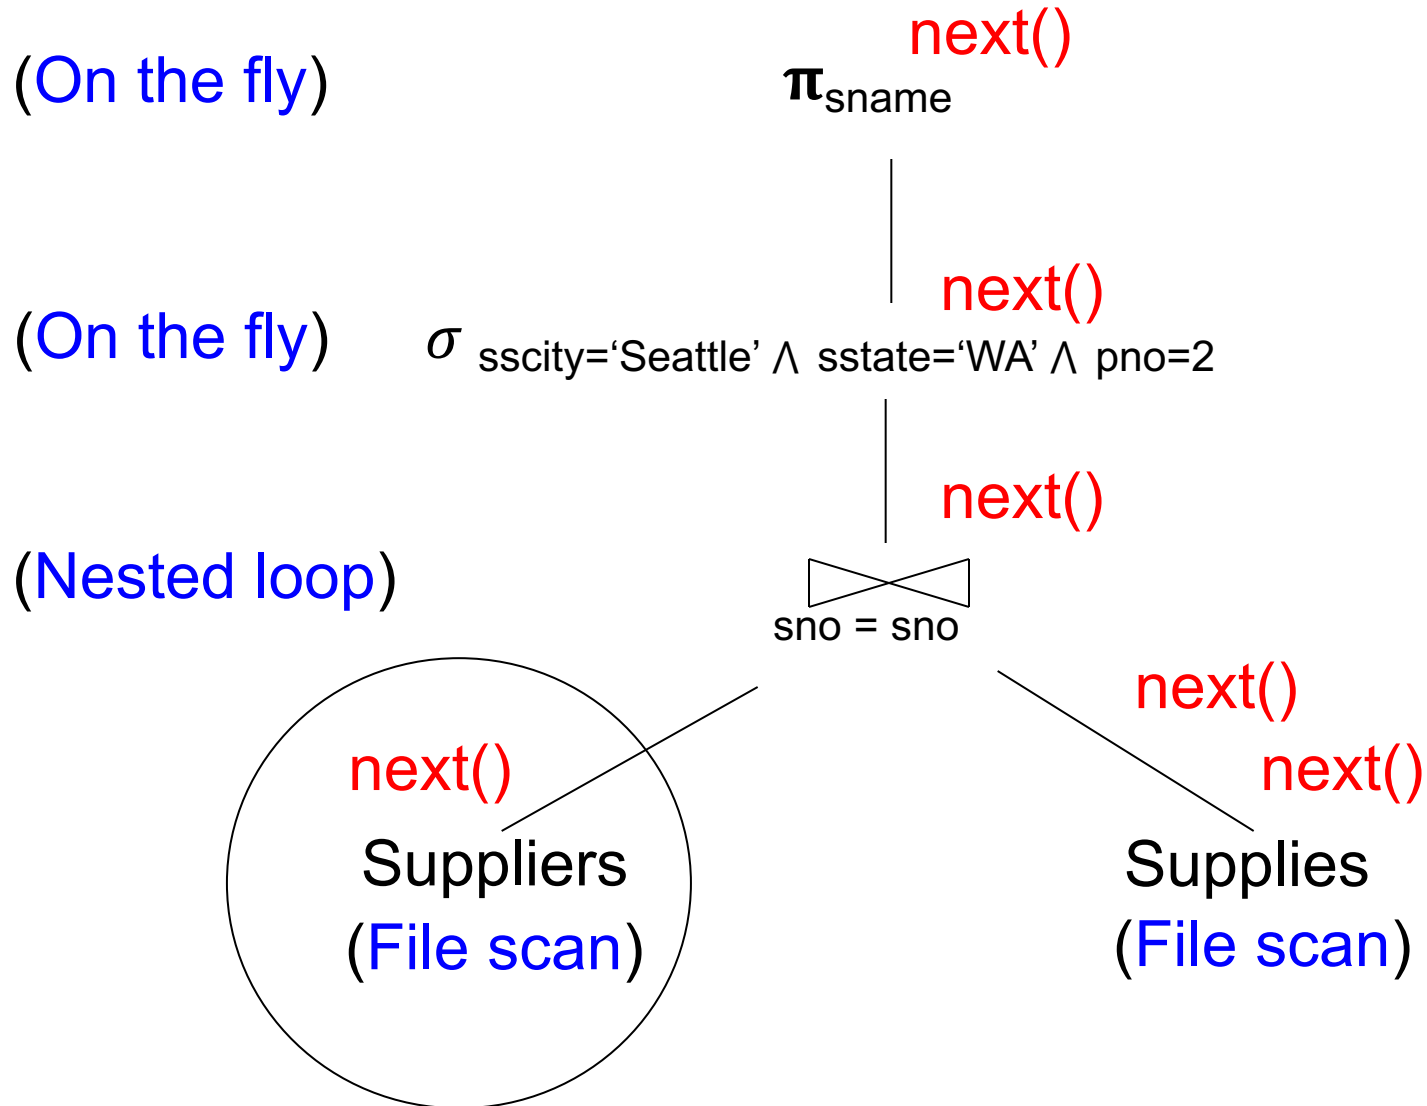 next()
(On the fly) πsname
next()
(On the fly) σ sscity=‘Seattle’ ⋀ sstate=‘WA’ ⋀ pno=2
next()
(Nested loop)
sno = sno
next()
next() next()
Suppliers Supplies
(File scan) (File scan)